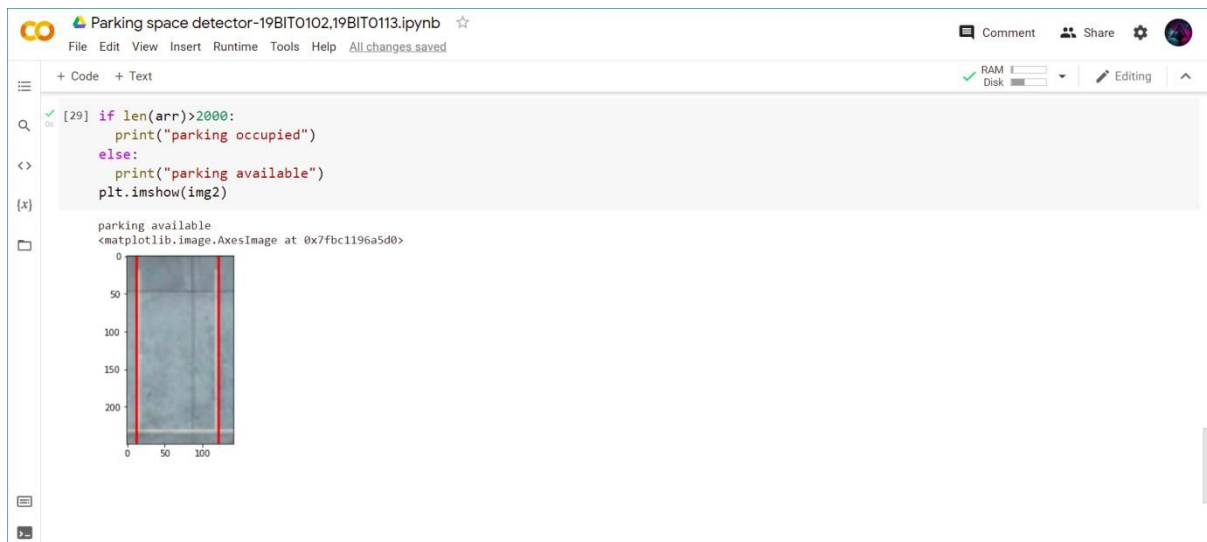 CO
Parking space detector-19BIT0102,19BIT0113.ipynb
File Edit View Insert Runtime Tools Help All changes saved
Comment
Share
+ Code + Text
RAM
Disk
Editing
[29] if len(arr)>2000:
0s
print("parking occupied")
else:
print("parking available")
plt.imshow(img2)
{x}
parking available
<matplotlib.image.AxesImage at 0x7fbc1196a5d0>
0
50
100
150
200
0 50 100